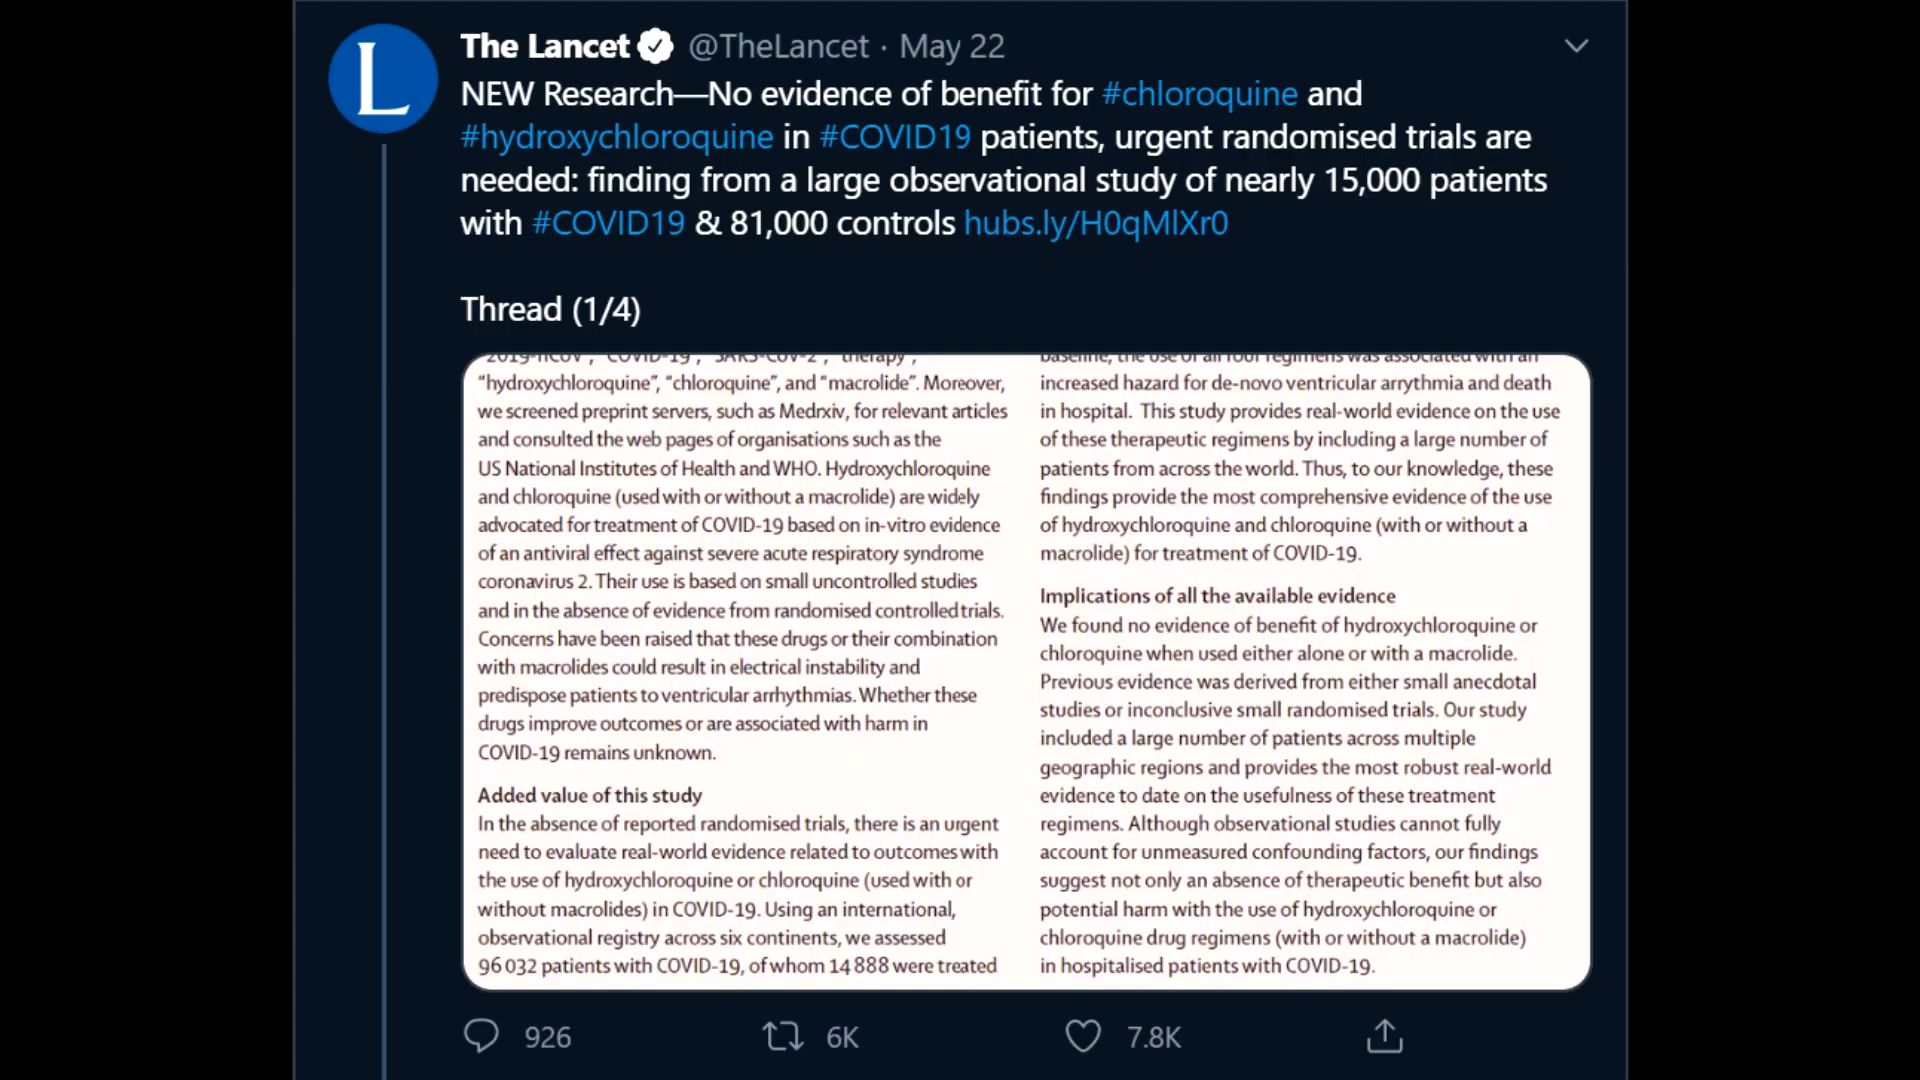 L
The Lancet @TheLancet · May 22
NEW Research—No evidence of benefit for #chloroquine and
#hydroxychloroquine in #COVID19 patients, urgent randomised trials are
needed: finding from a large observational study of nearly 15,000 patients
with #COVID19 & 81,000 controls hubs.ly/H0qMlXr0
Thread (1/4)
"2019-nCoV", "COVID-19", "SARS-CoV-2", "therapy",
“hydroxychloroquine”, “chloroquine”, and “macrolide”. Moreover,
we screened preprint servers, such as Medrxiv, for relevant articles
and consulted the web pages of organisations such as the
US National Institutes of Health and WHO. Hydroxychloroquine
and chloroquine (used with or without a macrolide) are widely
advocated for treatment of COVID-19 based on in-vitro evidence
of an antiviral effect against severe acute respiratory syndrome
coronavirus 2. Their use is based on small uncontrolled studies
and in the absence of evidence from randomised controlled trials.
Concerns have been raised that these drugs or their combination
with macrolides could result in electrical instability and
predispose patients to ventricular arrhythmias. Whether these
drugs improve outcomes or are associated with harm in
COVID-19 remains unknown.
Added value of this study
In the absence of reported randomised trials, there is an urgent
need to evaluate real-world evidence related to outcomes with
the use of hydroxychloroquine or chloroquine (used with or
without macrolides) in COVID-19. Using an international,
observational registry across six continents, we assessed
96 032 patients with COVID-19, of whom 14 888 were treated
baseline, the use of all four regimens was associated with an
increased hazard for de-novo ventricular arrythmia and death
in hospital. This study provides real-world evidence on the use
of these therapeutic regimens by including a large number of
patients from across the world. Thus, to our knowledge, these
findings provide the most comprehensive evidence of the use
of hydroxychloroquine and chloroquine (with or without a
macrolide) for treatment of COVID-19.
Implications of all the available evidence
We found no evidence of benefit of hydroxychloroquine or
chloroquine when used either alone or with a macrolide.
Previous evidence was derived from either small anecdotal
studies or inconclusive small randomised trials. Our study
included a large number of patients across multiple
geographic regions and provides the most robust real-world
evidence to date on the usefulness of these treatment
regimens. Although observational studies cannot fully
account for unmeasured confounding factors, our findings
suggest not only an absence of therapeutic benefit but also
potential harm with the use of hydroxychloroquine or
chloroquine drug regimens (with or without a macrolide)
in hospitalised patients with COVID-19.
926 6K 7.8K